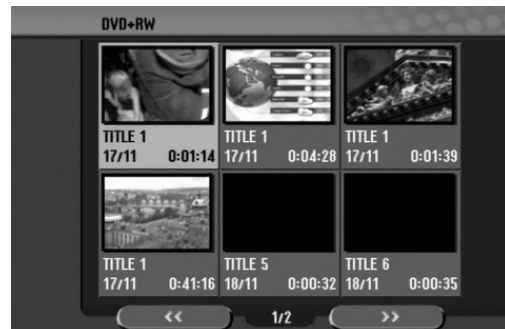 DVD+RW
TITLE 1 TITLE 1 TITLE 1
17/11 0:01:14 17/11 0:04:28 17/11 0:01:39
TITLE 1 TITLE 5 TITLE 6
17/11 0:41:16 18/11 0:00:32 18/11 0:00:35
<< 1/2 >>